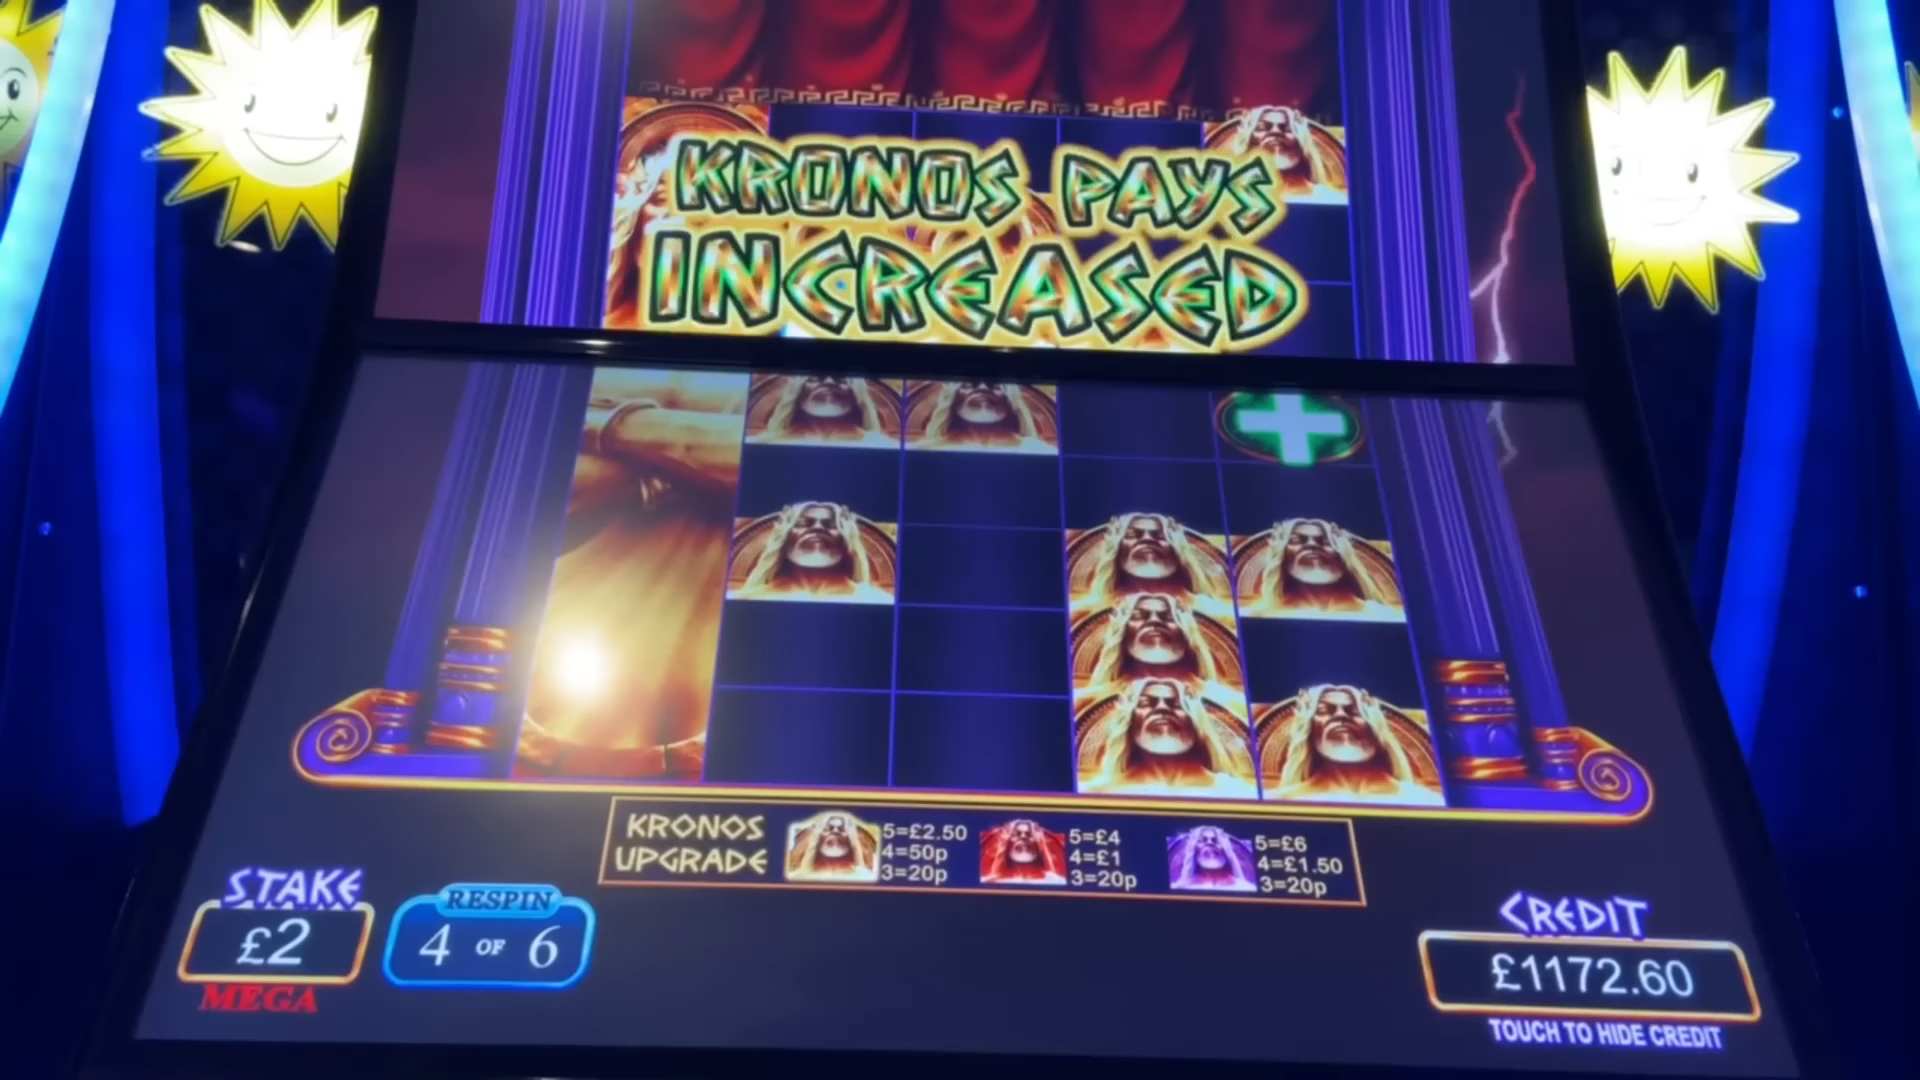 KRONOS PAYS
INCREASED
KRONOS
UPGRADE
5=£2.50
4=50p
3=20p
5=£4
4=£1
3=20p
5=£6
4=£1.50
3=20p
STAKE
£2
MEGA
RESPIN
4 OF 6
CREDIT
£1172.60
TOUCH TO HIDE CREDIT